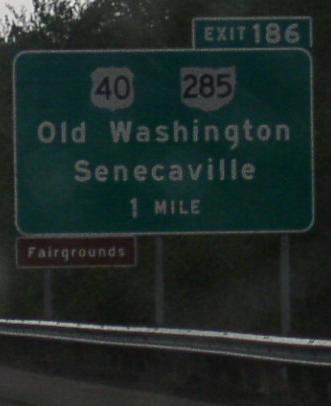 EXIT 186
40 285
Old Washington
Senecaville
1 MILE
Fairgrounds